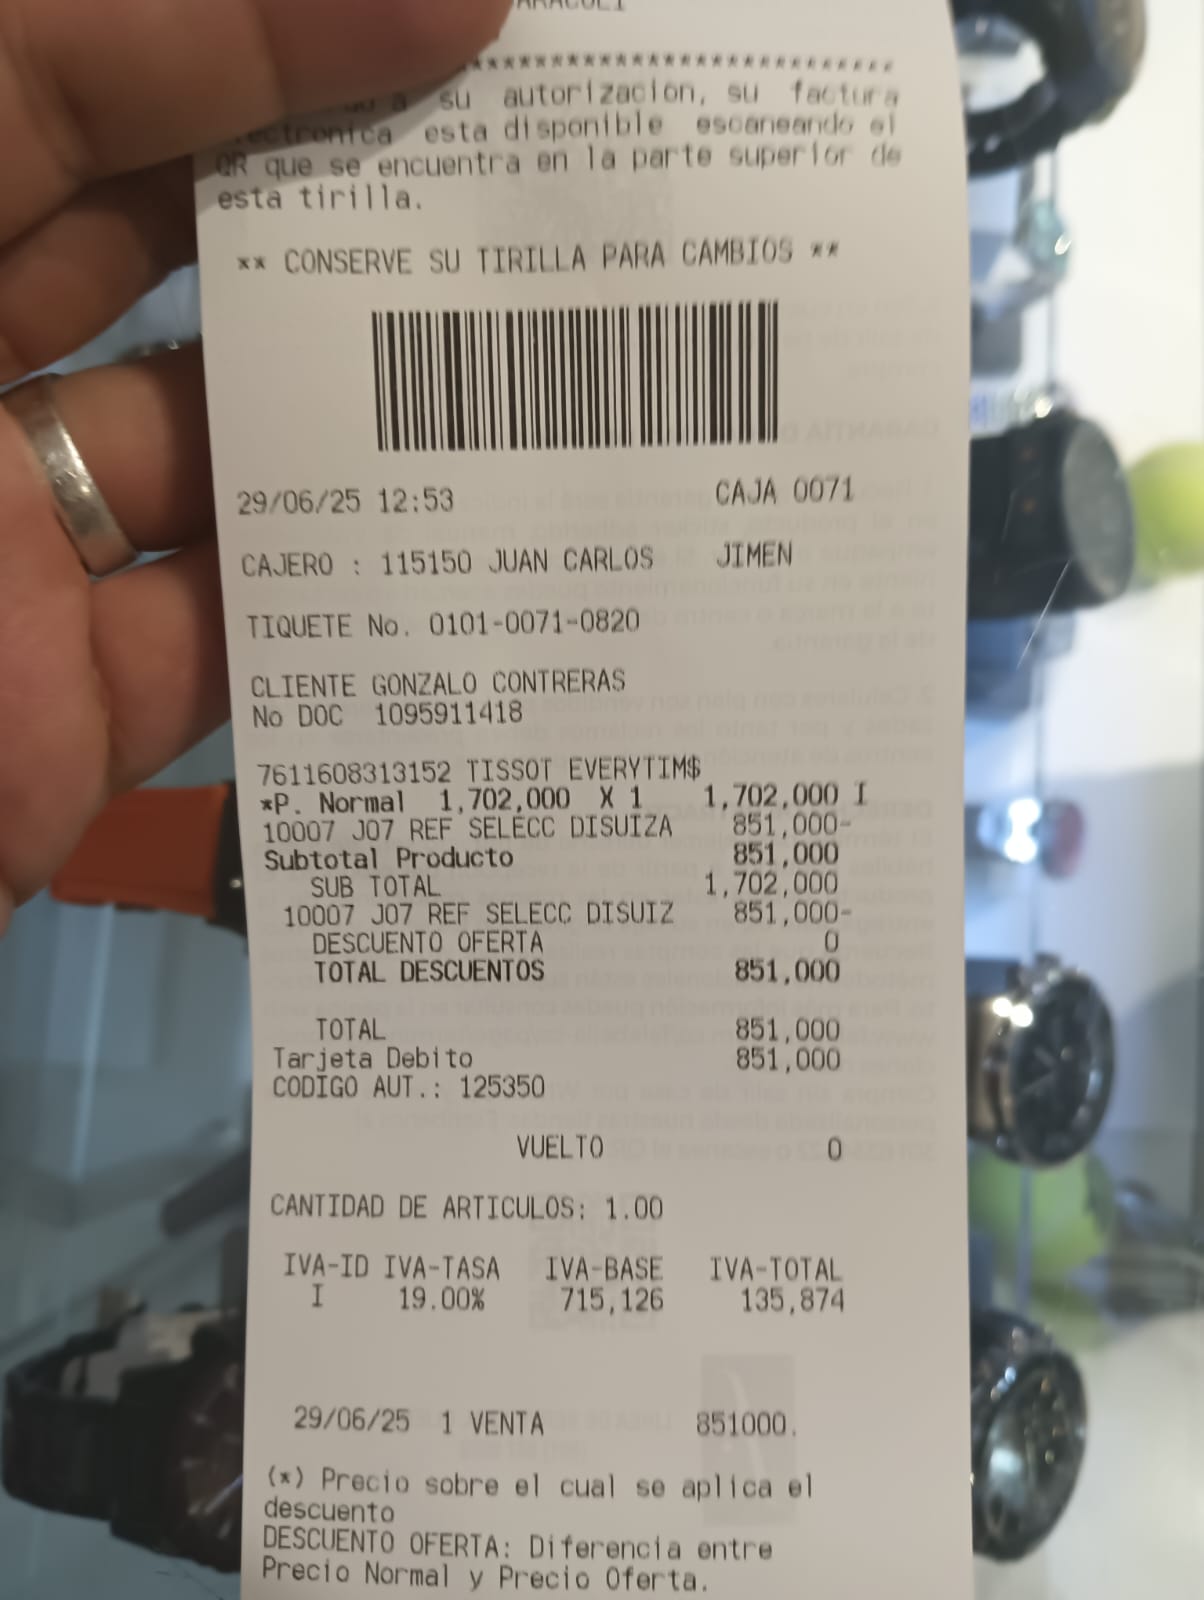 ****************************
su autorizacion, su factura
electronica esta disponible escaneando el
QR que se encuentra en la parte superior de
esta tirilla.
** CONSERVE SU TIRILLA PARA CAMBIOS **
29/06/25 12:53 CAJA 0071
CAJERO : 115150 JUAN CARLOS JIMEN
TIQUETE No. 0101-0071-0820
CLIENTE GONZALO CONTRERAS
No DOC 1095911418
7611608313152 TISSOT EVERYTIM$
*P. Normal 1,702,000 X 1 1,702,000 I
10007 J07 REF SELECC DISUIZA 851,000-
Subtotal Producto 851,000
SUB TOTAL 1,702,000
10007 J07 REF SELECC DISUIZ 851,000-
DESCUENTO OFERTA 0
TOTAL DESCUENTOS 851,000
TOTAL 851,000
Tarjeta Debito 851,000
CODIGO AUT.: 125350
VUELTO 0
CANTIDAD DE ARTICULOS: 1.00
IVA-ID IVA-TASA IVA-BASE IVA-TOTAL
I 19.00% 715,126 135,874
29/06/25 1 VENTA 851000.
(*) Precio sobre el cual se aplica el
descuento
DESCUENTO OFERTA: Diferencia entre
Precio Normal y Precio Oferta.